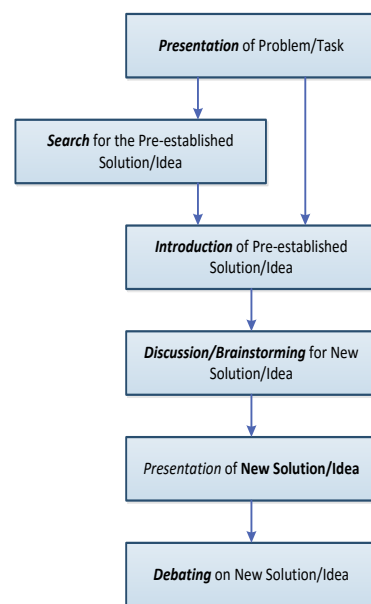 Presentation of Problem/Task
Search for the Pre-established
Solution/Idea
Introduction of Pre-established
Solution/Idea
Discussion/Brainstorming for New
Solution/Idea
Presentation of New Solution/Idea
Debating on New Solution/Idea